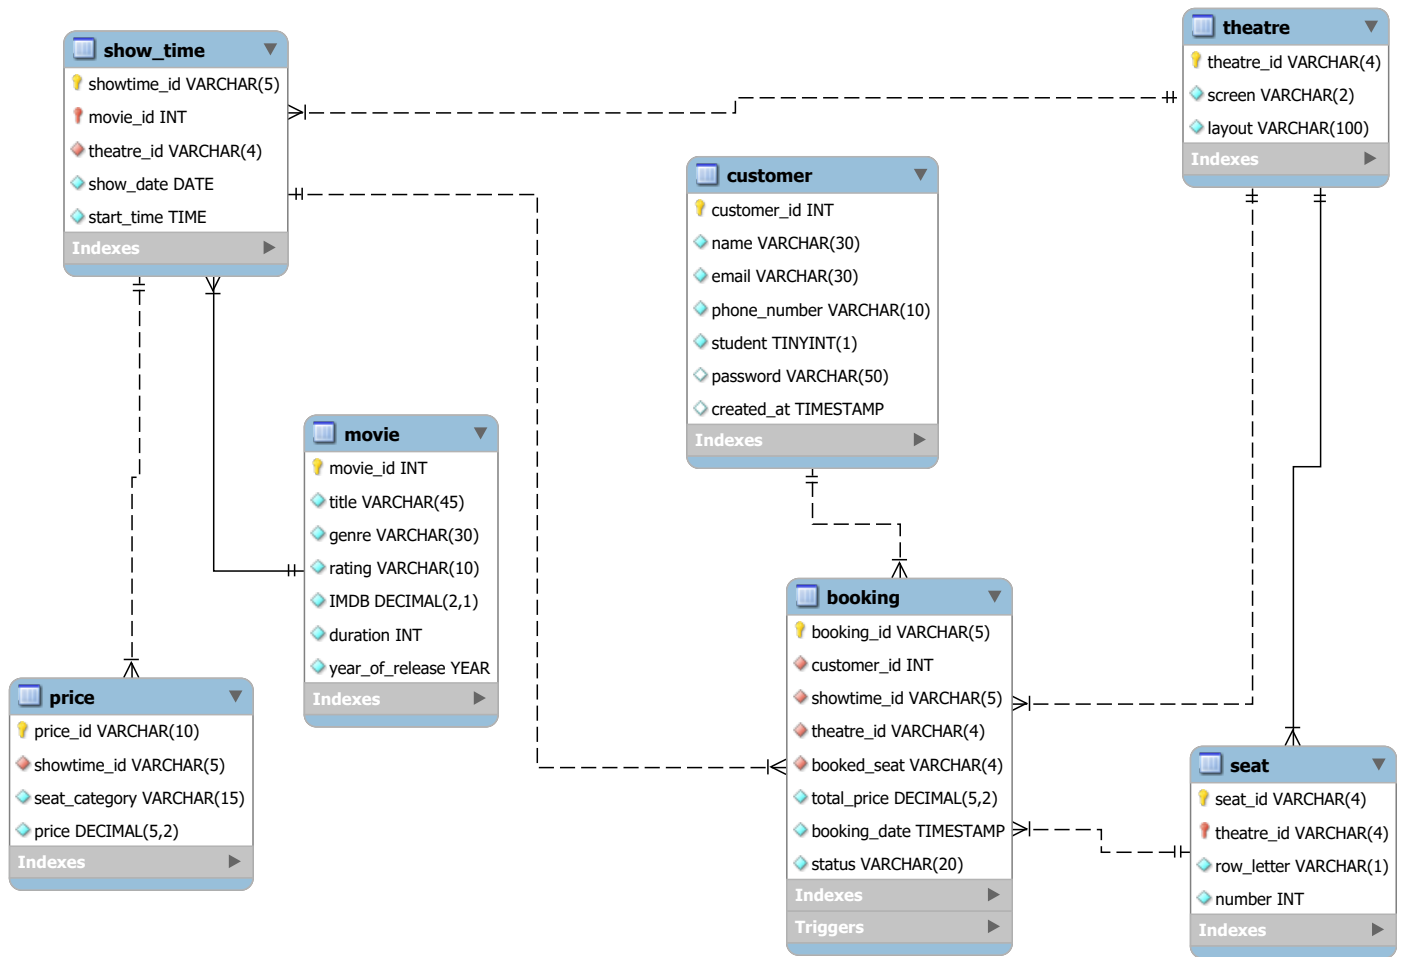 show_time
showtime_id VARCHAR(5)
movie_id INT
theatre_id VARCHAR(4)
show_date DATE
start_time TIME
Indexes
theatre
theatre_id VARCHAR(4)
screen VARCHAR(2)
layout VARCHAR(100)
Indexes
customer
customer_id INT
name VARCHAR(30)
email VARCHAR(30)
phone_number VARCHAR(10)
student TINYINT(1)
password VARCHAR(50)
created_at TIMESTAMP
Indexes
movie
movie_id INT
title VARCHAR(45)
genre VARCHAR(30)
rating VARCHAR(10)
IMDB DECIMAL(2,1)
duration INT
year_of_release YEAR
Indexes
price
price_id VARCHAR(10)
showtime_id VARCHAR(5)
seat_category VARCHAR(15)
price DECIMAL(5,2)
Indexes
booking
booking_id VARCHAR(5)
customer_id INT
showtime_id VARCHAR(5)
theatre_id VARCHAR(4)
booked_seat VARCHAR(4)
total_price DECIMAL(5,2)
booking_date TIMESTAMP
status VARCHAR(20)
Indexes
Triggers
seat
seat_id VARCHAR(4)
theatre_id VARCHAR(4)
row_letter VARCHAR(1)
number INT
Indexes